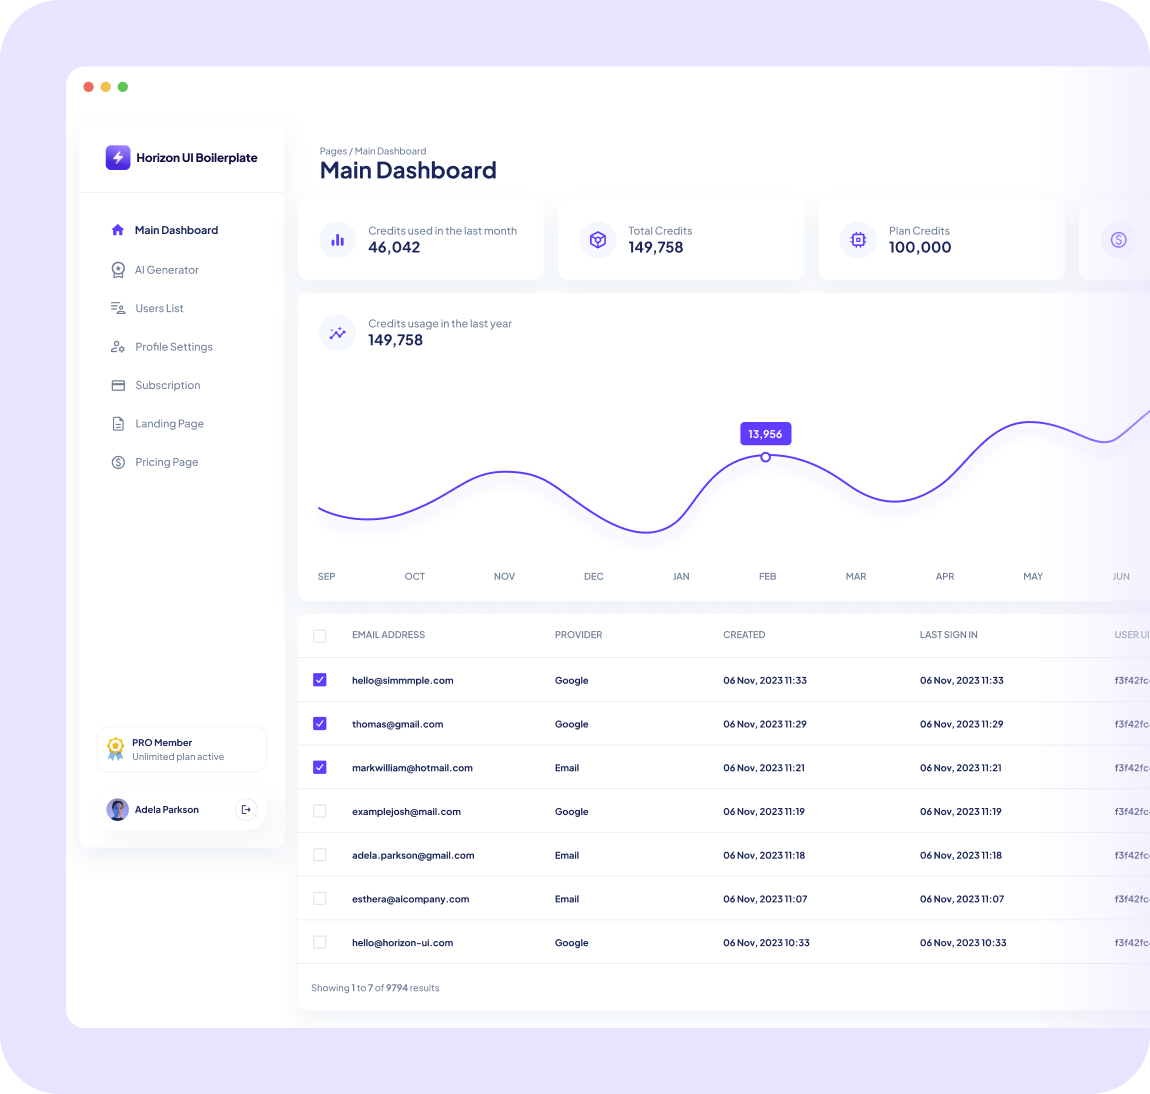 Horizon UI Boilerplate
Main Dashboard
AI Generator
Users List
Profile Settings
Subscription
Landing Page
Pricing Page
PRO Member
Unlimited plan active
Adela Parkson
Pages / Main Dashboard
Main Dashboard
Credits used in the last month
46,042
Total Credits
149,758
Plan Credits
100,000
Credits usage in the last year
149,758
13,956
SEP OCT NOV DEC JAN FEB MAR APR MAY JUN
EMAIL ADDRESS PROVIDER CREATED LAST SIGN IN USER UI
hello@simmmple.com Google 06 Nov, 2023 11:33 06 Nov, 2023 11:33 f3f42fc
thomas@gmail.com Google 06 Nov, 2023 11:29 06 Nov, 2023 11:29 f3f42fc
markwilliam@hotmail.com Email 06 Nov, 2023 11:21 06 Nov, 2023 11:21 f3f42fc
examplejosh@mail.com Google 06 Nov, 2023 11:19 06 Nov, 2023 11:19 f3f42fc
adela.parkson@gmail.com Email 06 Nov, 2023 11:18 06 Nov, 2023 11:18 f3f42fc
esthera@aicompany.com Email 06 Nov, 2023 11:07 06 Nov, 2023 11:07 f3f42fc
hello@horizon-ui.com Google 06 Nov, 2023 10:33 06 Nov, 2023 10:33 f3f42fc
Showing 1 to 7 of 9794 results